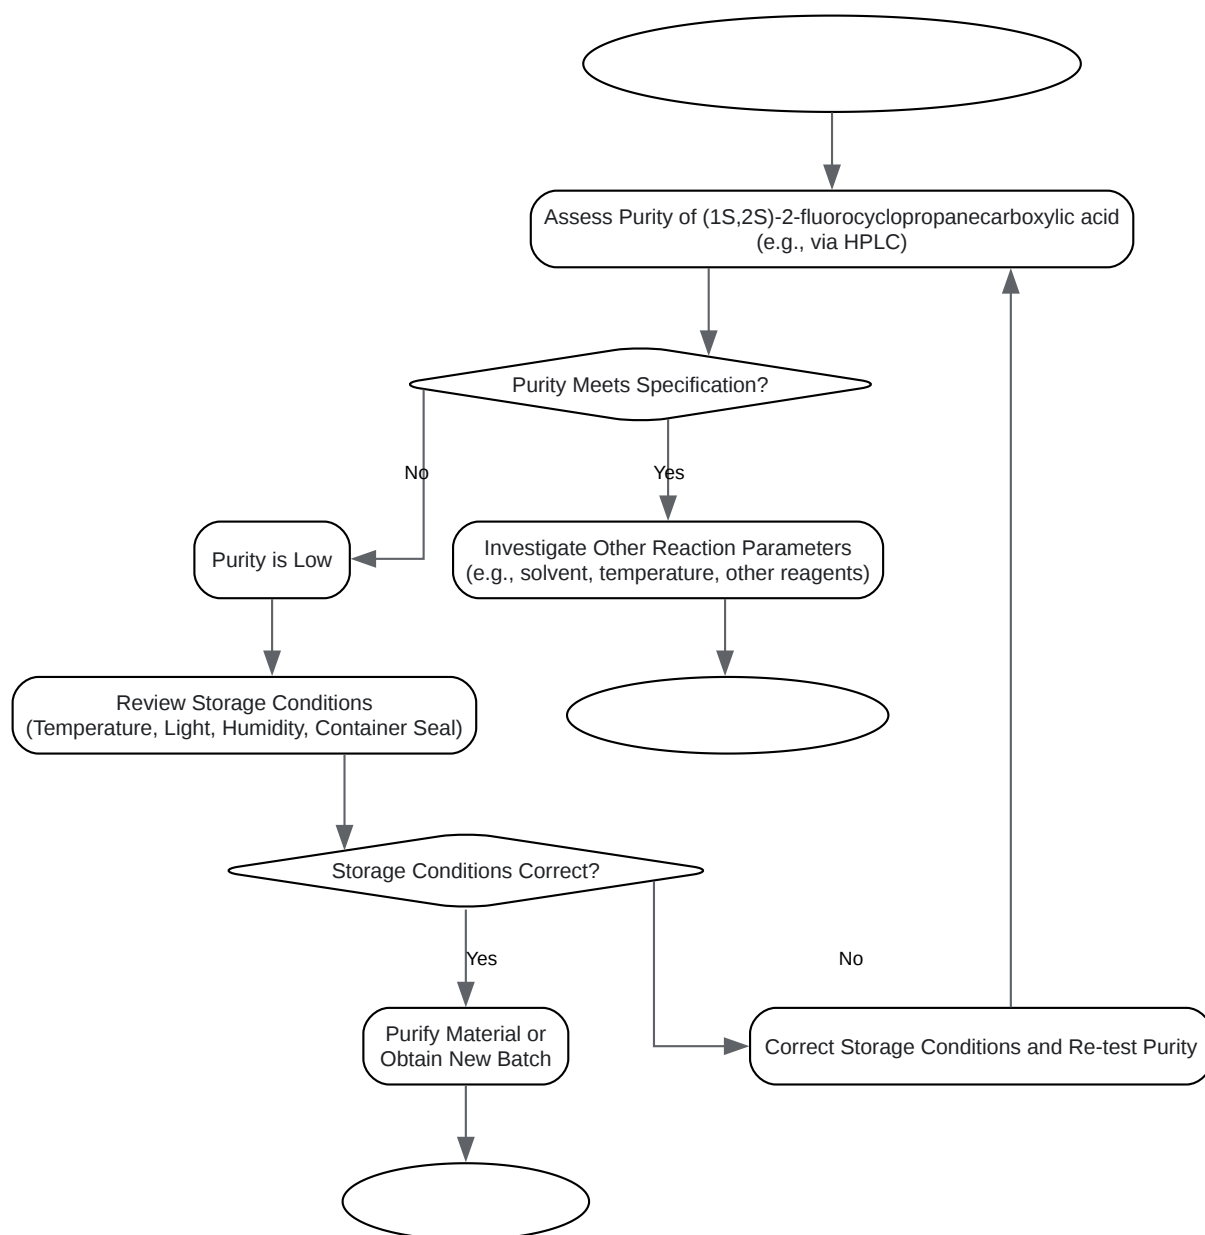 Assess Purity of (1S,2S)-2-fluorocyclopropanecarboxylic acid
(e.g., via HPLC)
Purity Meets Specification?
No
Yes
Purity is Low
Investigate Other Reaction Parameters
(e.g., solvent, temperature, other reagents)
Review Storage Conditions
(Temperature, Light, Humidity, Container Seal)
Storage Conditions Correct?
Yes
No
Purify Material or
Obtain New Batch
Correct Storage Conditions and Re-test Purity